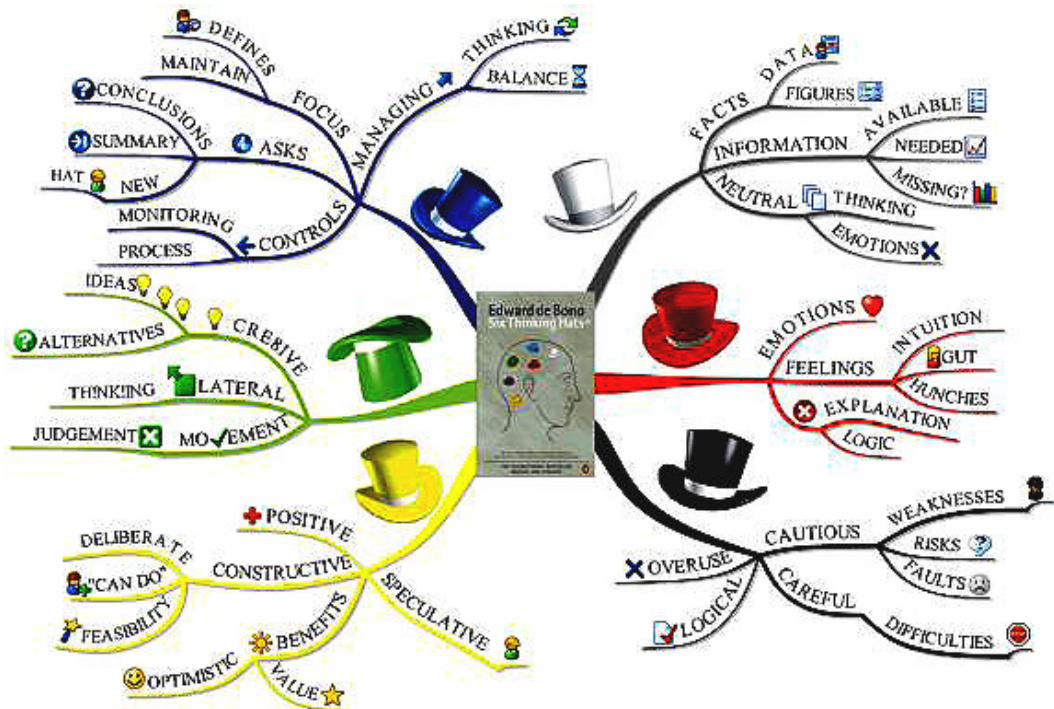 DEFINES
MAINTAIN
FOCUS
THINKING
BALANCE
MANAGING
CONCLUSIONS
SUMMARY
HAT
NEW
ASKS
MONITORING
PROCESS
CONTROLS
DATA
FIGURES
FACTS
INFORMATION
AVAILABLE
NEEDED
MISSING?
NEUTRAL
THINKING
EMOTIONS
IDEAS
ALTERNATIVES
CRE8IVE
THINKIING
LATERAL
JUDGEMENT
MOVEMENT
Edward de Bono
Six Thinking Hats®
EMOTIONS
FEELINGS
INTUITION
GUT
HUNCHES
EXPLANATION
LOGIC
POSITIVE
DELIBERATE
"CAN DO"
FEASIBILITY
CONSTRUCTIVE
BENEFITS
OPTIMISTIC
VALUE
SPECULATIVE
CAUTIOUS
WEAKNESSES
RISKS
FAULTS
OVERUSE
LOGICAL
CAREFUL
DIFFICULTIES
STOP